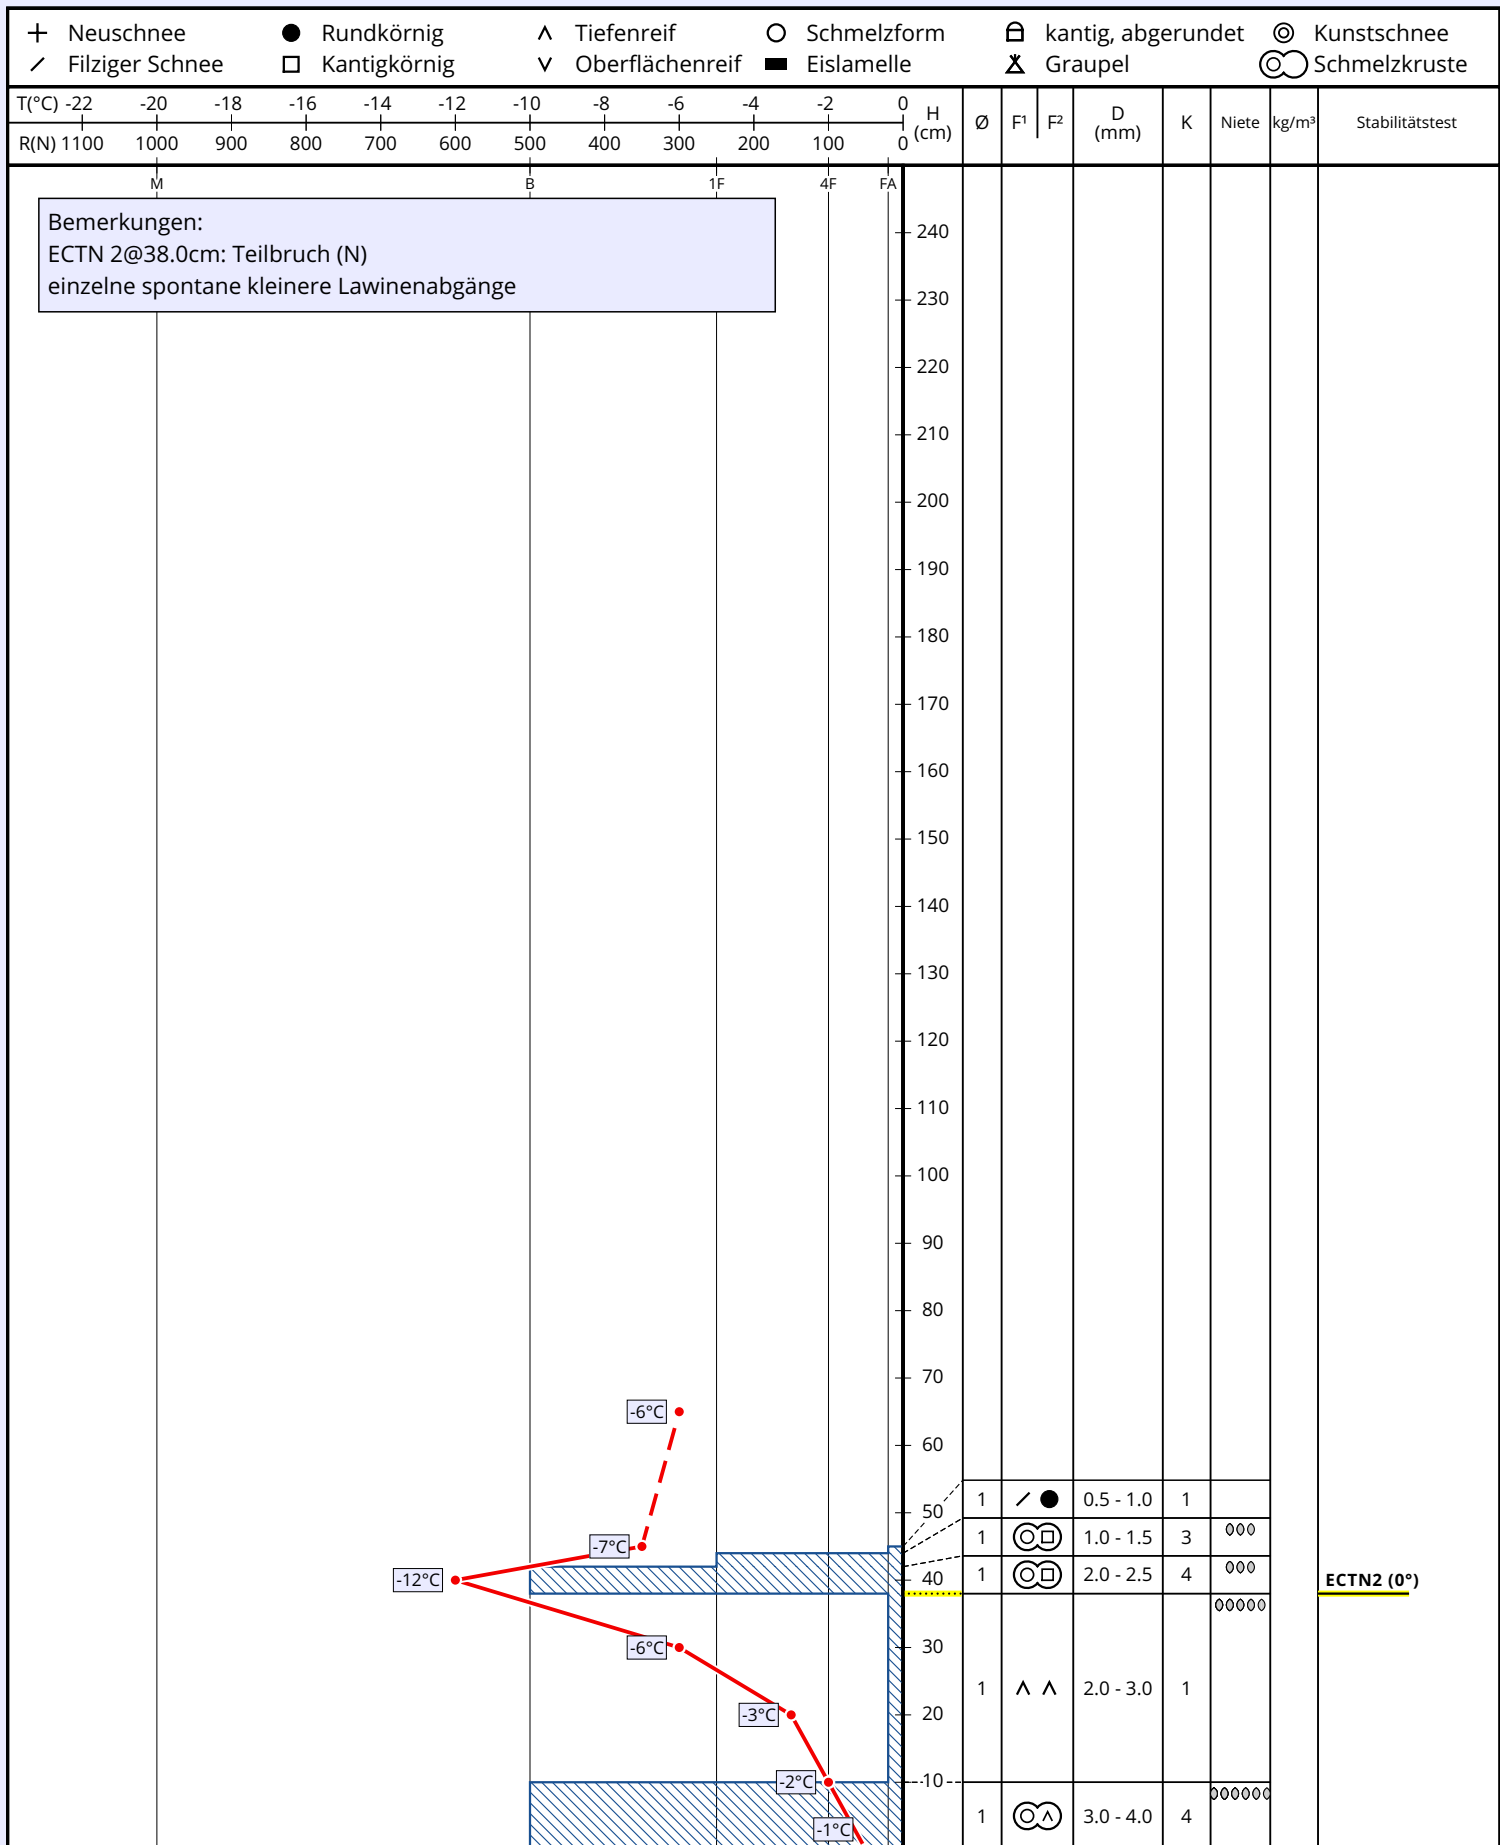 Neuschnee Rundkörnig Tiefenreif Schmelzform kantig, abgerundet Kunstschnee
Filziger Schnee Kantigkörnig Oberflächenreif Eislamelle Graupel Schmelzkruste
T(°C) -22 -20 -18 -16 -14 -12 -10 -8 -6 -4 -2 0
R(N) 1100 1000 900 800 700 600 500 400 300 200 100 0
H (cm) Ø F¹ F² D (mm) K Niete kg/m³ Stabilitätstest
M B 1F 4F FA
Bemerkungen:
ECTN 2@38.0cm: Teilbruch (N)
einzelne spontane kleinere Lawinenabgänge
240
230
220
210
200
190
180
170
160
150
140
130
120
110
100
90
80
70
-6°C
60
50 1 0.5 - 1.0 1
-7°C 1 1.0 - 1.5 3
-12°C 40 1 2.0 - 2.5 4 ECTN2 (0°)
-6°C 30
1 2.0 - 3.0 1
-3°C 20
-2°C 10
-1°C 1 3.0 - 4.0 4